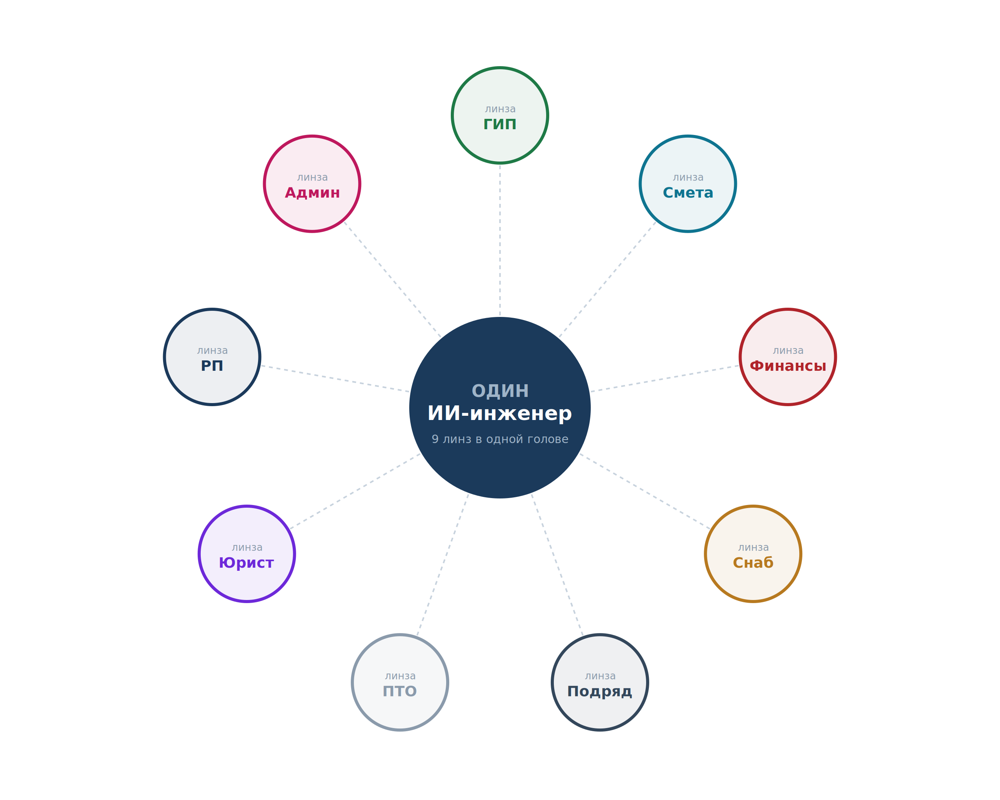 линза
ГИП
линза
Админ
линза
Смета
линза
РП
линза
Финансы
ОДИН
ИИ-инженер
9 линз в одной голове
линза
Юрист
линза
Снаб
линза
ПТО
линза
Подряд